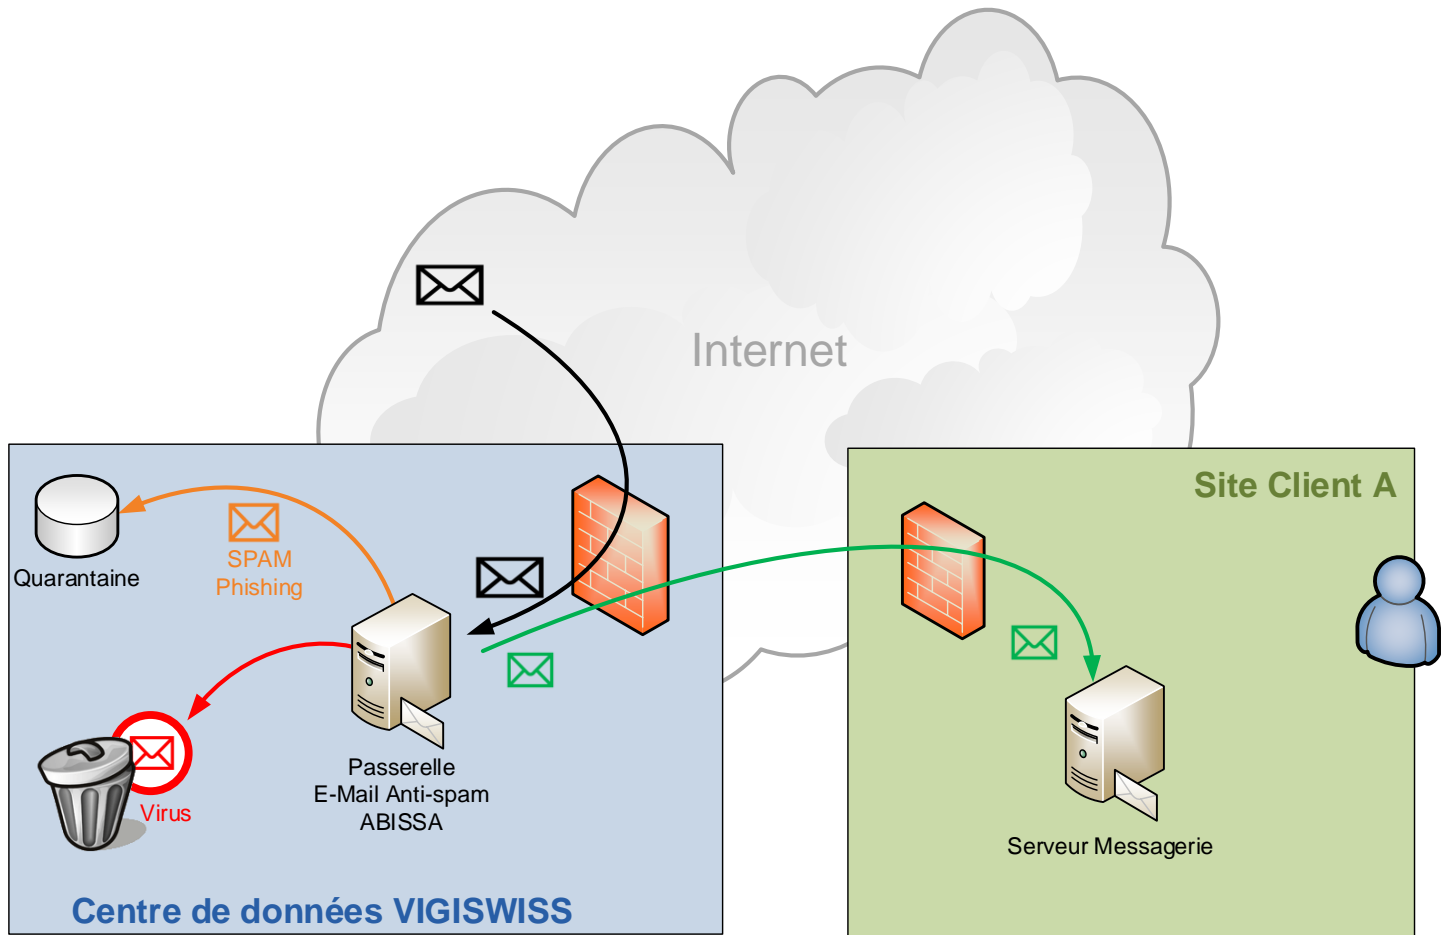 Internet
Site Client A
SPAM
Phishing
Quarantaine
Virus
Passerelle
E-Mail Anti-spam
ABISSA
Serveur Messagerie
Centre de données VIGISWISS